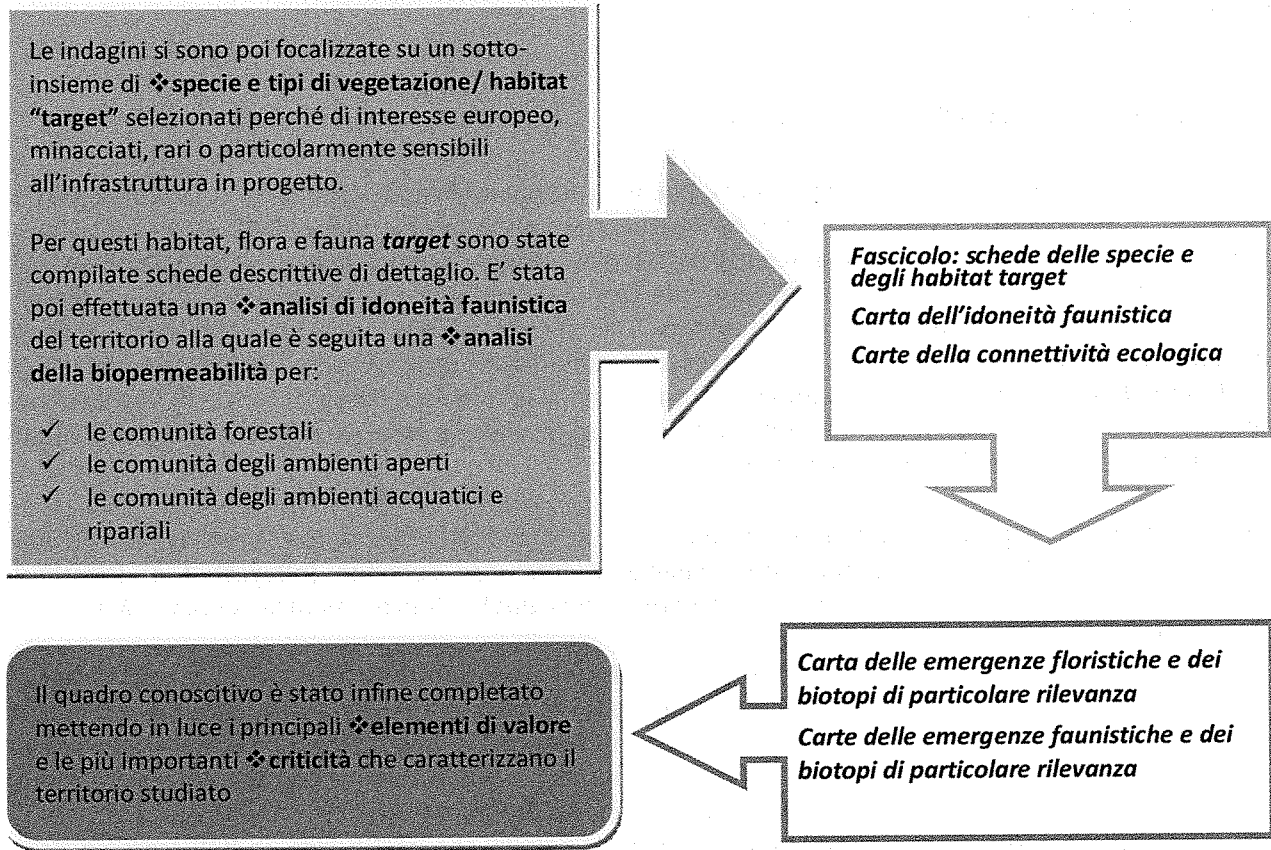 Le indagini si sono poi focalizzate su un sotto-
insieme di ❖specie e tipi di vegetazione/ habitat
"target" selezionati perché di interesse europeo,
minacciati, rari o particolarmente sensibili
all'infrastruttura in progetto.
Per questi habitat, flora e fauna target sono state
compilate schede descrittive di dettaglio. E' stata
poi effettuata una ❖analisi di idoneità faunistica
del territorio alla quale è seguita una ❖analisi
della biopermeabilità per:
✓ le comunità forestali
✓ le comunità degli ambienti aperti
✓ le comunità degli ambienti acquatici e
ripariali
Fascicolo: schede delle specie e
degli habitat target
Carta dell'idoneità faunistica
Carte della connettività ecologica
Carta delle emergenze floristiche e dei
biotopi di particolare rilevanza
Carte delle emergenze faunistiche e dei
biotopi di particolare rilevanza
Il quadro conoscitivo è stato infine completato
mettendo in luce i principali ❖elementi di valore
e le più importanti ❖criticità che caratterizzano il
territorio studiato